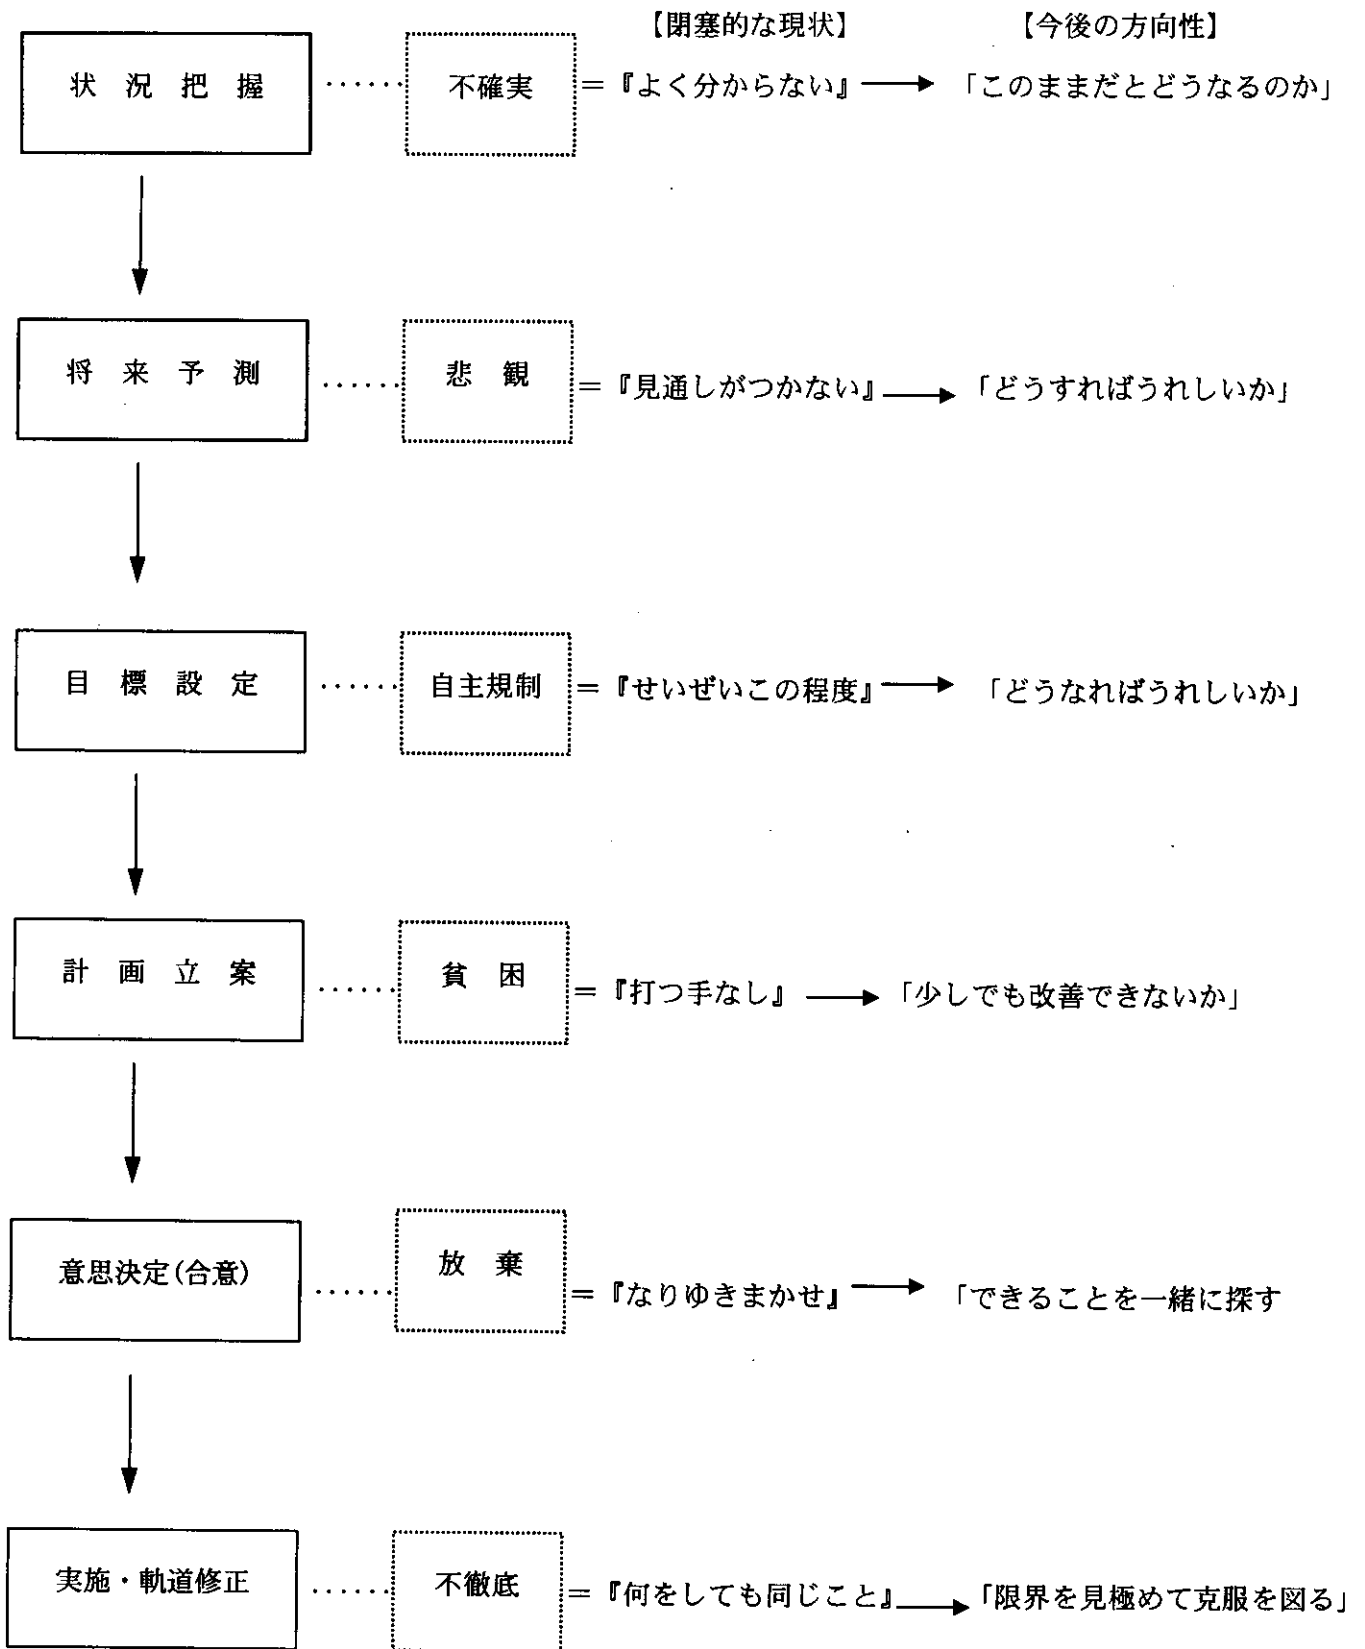 【閉塞的な現状】 【今後の方向性】
状況把握 ‥‥‥ 不確実 =『よく分からない』 → 「このままだとどうなるのか」
将来予測 ‥‥‥ 悲観 =『見通しがつかない』 → 「どうすればうれしいか」
目標設定 ‥‥‥ 自主規制 =『せいぜいこの程度』 → 「どうなればうれしいか」
計画立案 ‥‥‥ 貧困 =『打つ手なし』 → 「少しでも改善できないか」
意思決定(合意) ‥‥‥ 放棄 =『なりゆきまかせ』 → 「できることを一緒に探す
実施・軌道修正 ‥‥‥ 不徹底 =『何をしても同じこと』 → 「限界を見極めて克服を図る」